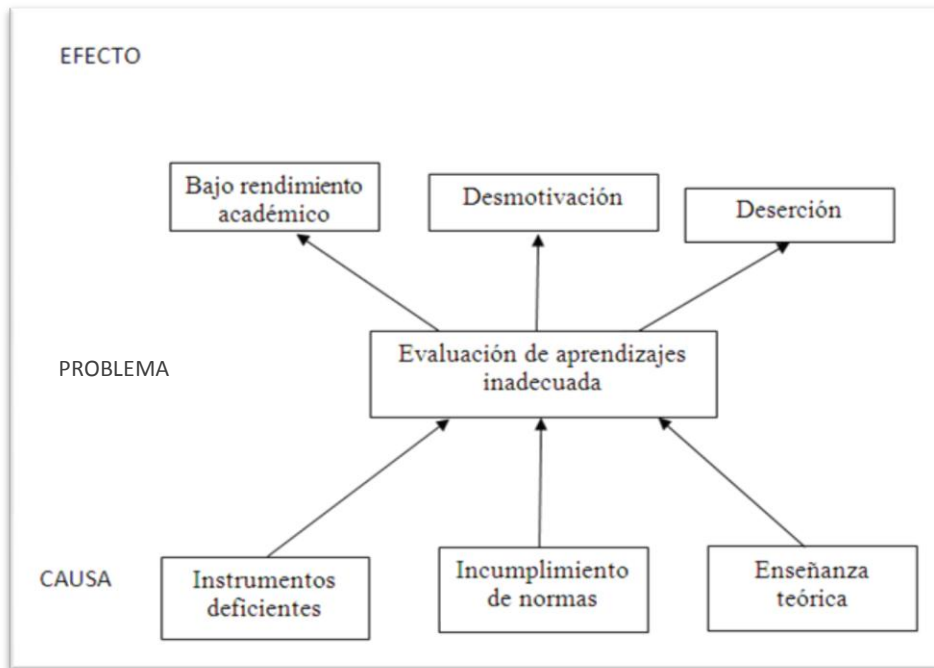 EFECTO
Bajo rendimiento
académico
Desmotivación
Deserción
PROBLEMA
Evaluación de aprendizajes
inadecuada
CAUSA
Instrumentos
deficientes
Incumplimiento
de normas
Enseñanza
teórica